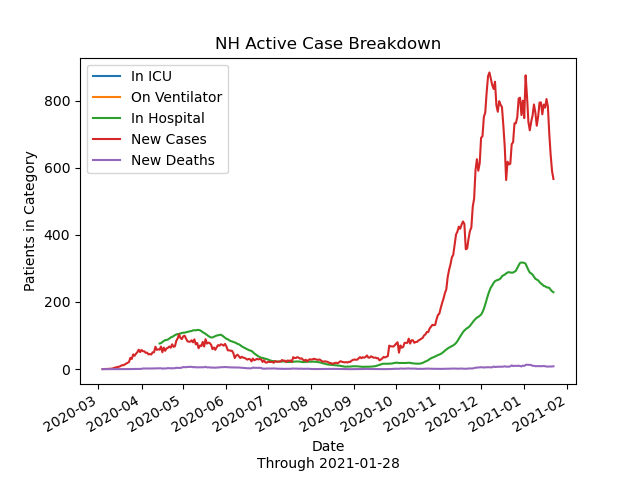 NH Active Case Breakdown
In ICU
On Ventilator
In Hospital
New Cases
New Deaths
Patients in Category
800
600
400
200
0
2020-03
2020-04
2020-05
2020-06
2020-07
2020-08
2020-09
2020-10
2020-11
2020-12
2021-01
2021-02
Date
Through 2021-01-28